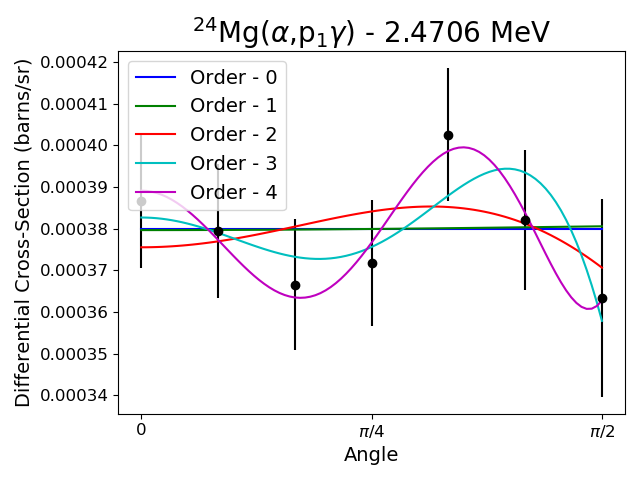 ²⁴Mg(α,p₁γ) - 2.4706 MeV
Differential Cross-Section (barns/sr)
0.00042
0.00041
0.00040
0.00039
0.00038
0.00037
0.00036
0.00035
0.00034
Order - 0
Order - 1
Order - 2
Order - 3
Order - 4
0
π/4
π/2
Angle